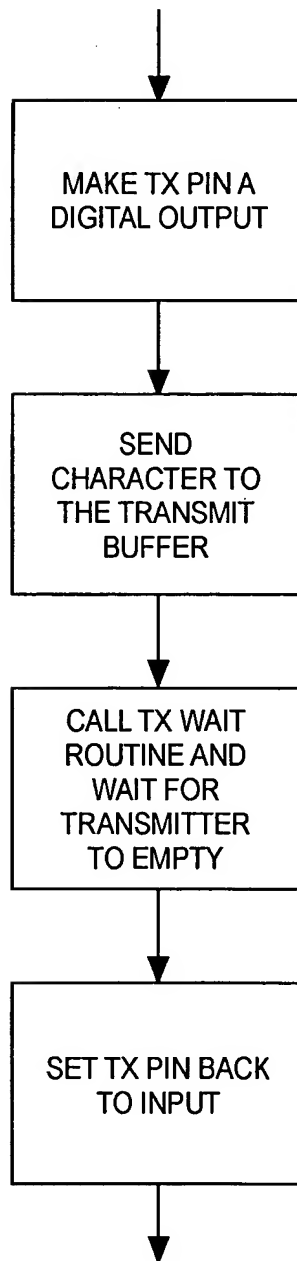 MAKE TX PIN A
DIGITAL OUTPUT
SEND
CHARACTER TO
THE TRANSMIT
BUFFER
CALL TX WAIT
ROUTINE AND
WAIT FOR
TRANSMITTER
TO EMPTY
SET TX PIN BACK
TO INPUT